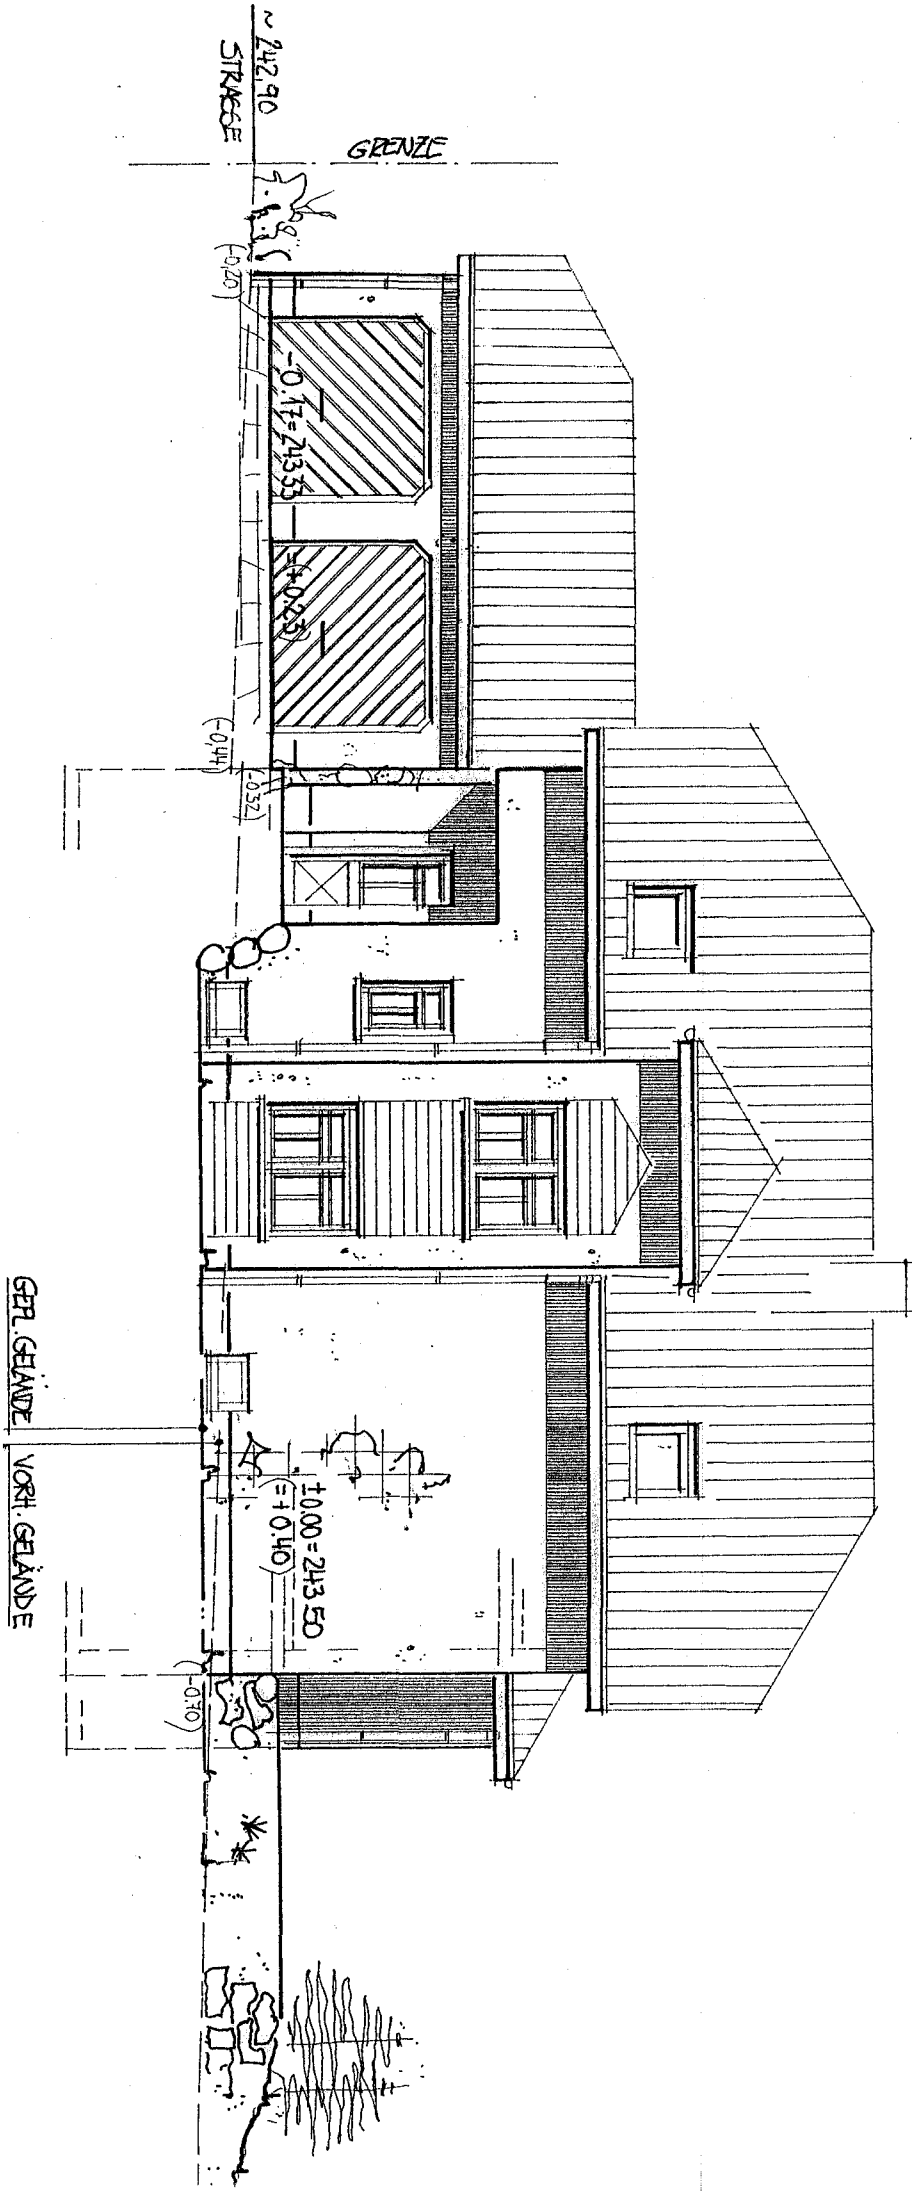 ~ 242,90
STRASSE
GRENZE
(-0,20)
-0.17=243.33
(=+0.23)
(-0,44)
(-0.32)
±0.00=243.50
(=+0.40)
(-0.70)
GEPL. GELÄNDE
VORH. GELÄNDE